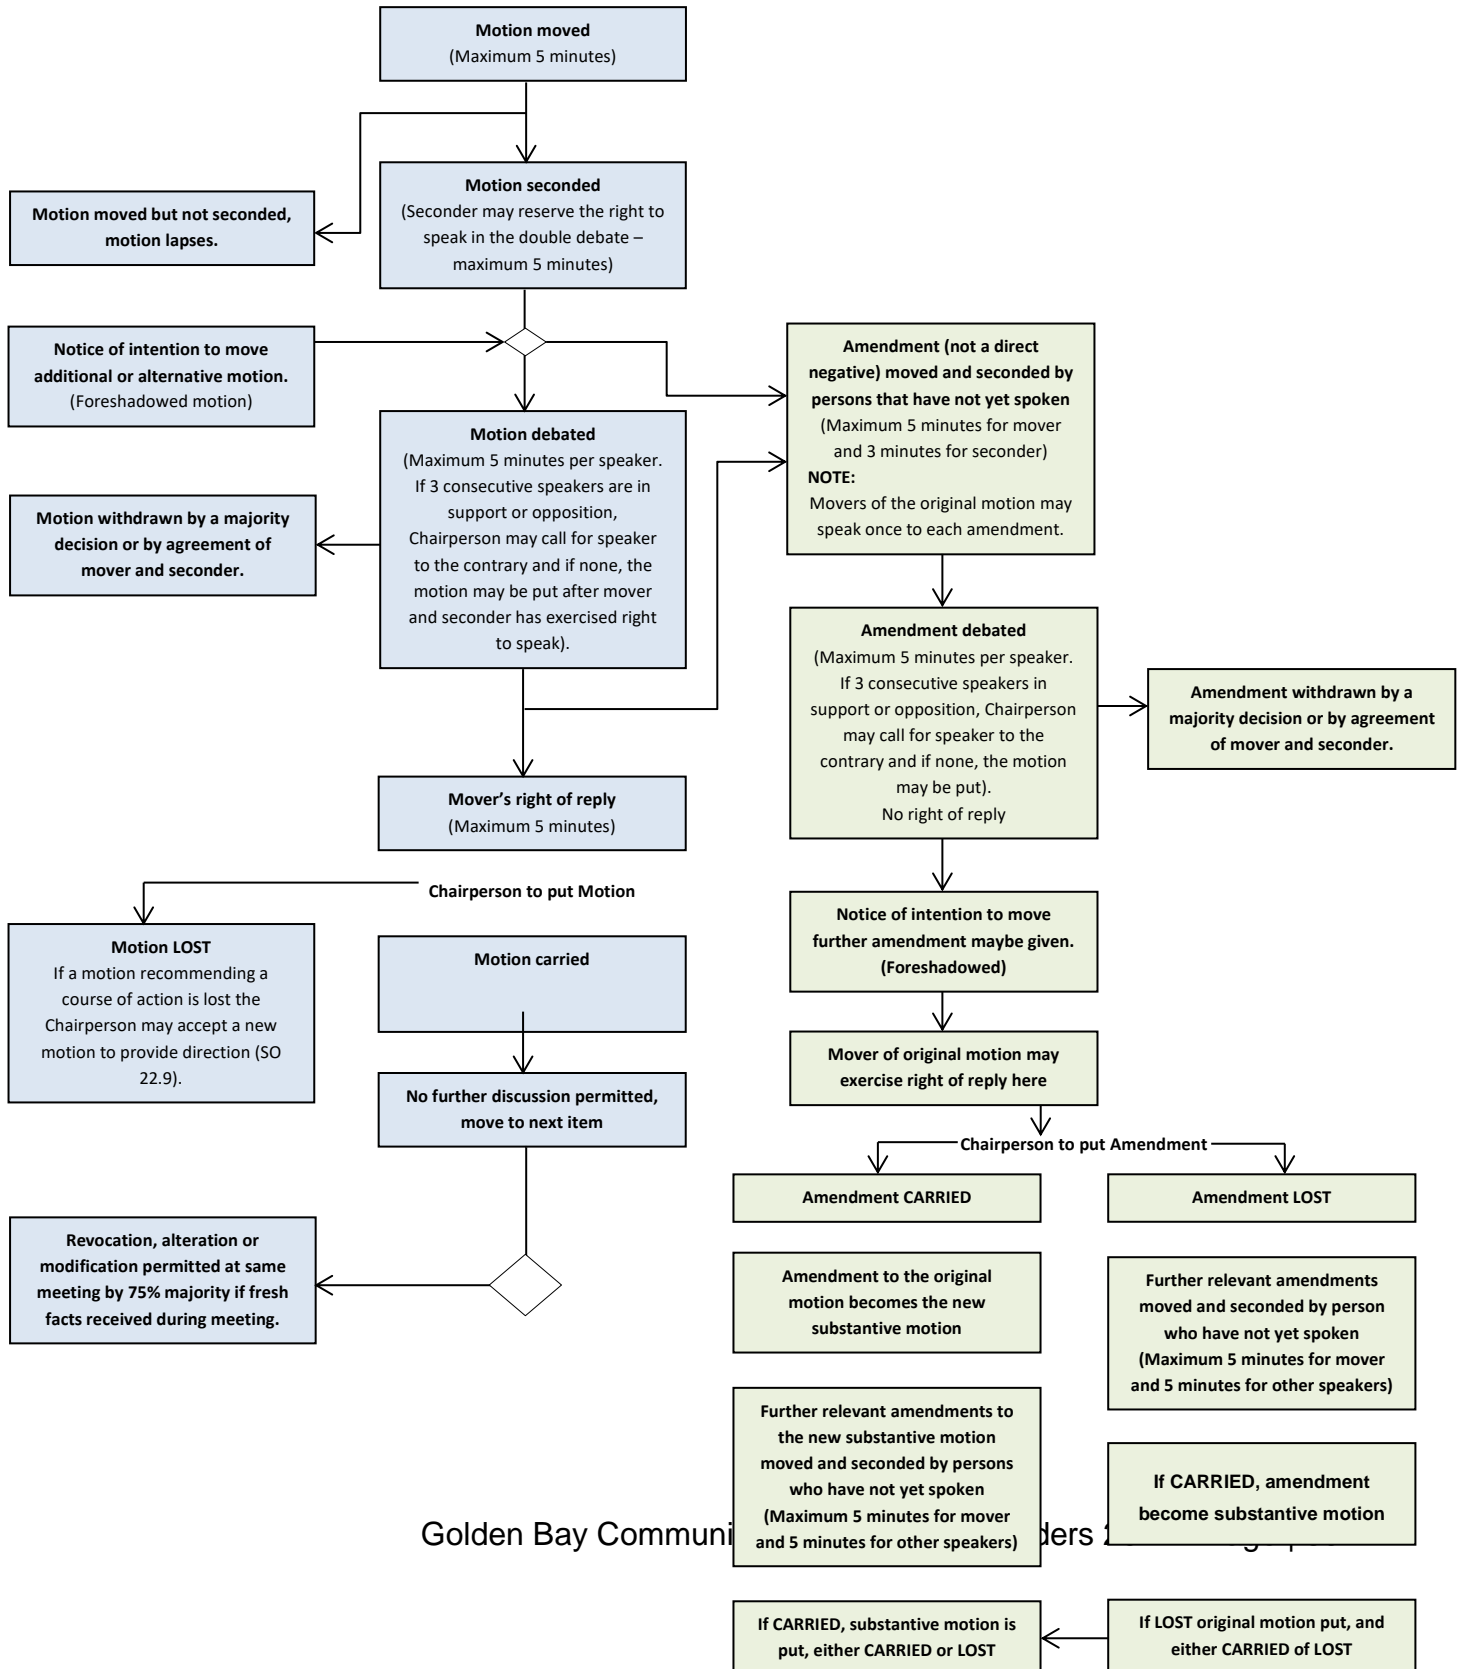 Motion moved
(Maximum 5 minutes)
Motion seconded
(Seconder may reserve the right to
speak in the double debate –
maximum 5 minutes)
Motion moved but not seconded,
motion lapses.
Notice of intention to move
additional or alternative motion.
(Foreshadowed motion)
Motion debated
(Maximum 5 minutes per speaker.
If 3 consecutive speakers are in
support or opposition,
Chairperson may call for speaker
to the contrary and if none, the
motion may be put after mover
and seconder has exercised right
to speak).
Motion withdrawn by a majority
decision or by agreement of
mover and seconder.
Mover’s right of reply
(Maximum 5 minutes)
Chairperson to put Motion
Motion LOST
If a motion recommending a
course of action is lost the
Chairperson may accept a new
motion to provide direction (SO
22.9).
Motion carried
No further discussion permitted,
move to next item
Revocation, alteration or
modification permitted at same
meeting by 75% majority if fresh
facts received during meeting.
Amendment (not a direct
negative) moved and seconded by
persons that have not yet spoken
(Maximum 5 minutes for mover
and 3 minutes for seconder)
NOTE:
Movers of the original motion may
speak once to each amendment.
Amendment debated
(Maximum 5 minutes per speaker.
If 3 consecutive speakers in
support or opposition, Chairperson
may call for speaker to the
contrary and if none, the motion
may be put).
No right of reply
Amendment withdrawn by a
majority decision or by agreement
of mover and seconder.
Notice of intention to move
further amendment maybe given.
(Foreshadowed)
Mover of original motion may
exercise right of reply here
Chairperson to put Amendment
Amendment CARRIED
Amendment to the original
motion becomes the new
substantive motion
Further relevant amendments to
the new substantive motion
moved and seconded by persons
who have not yet spoken
(Maximum 5 minutes for mover
and 5 minutes for other speakers)
If CARRIED, substantive motion is
put, either CARRIED or LOST
Amendment LOST
Further relevant amendments
moved and seconded by person
who have not yet spoken
(Maximum 5 minutes for mover
and 5 minutes for other speakers)
If CARRIED, amendment
become substantive motion
If LOST original motion put, and
either CARRIED of LOST
Golden Bay